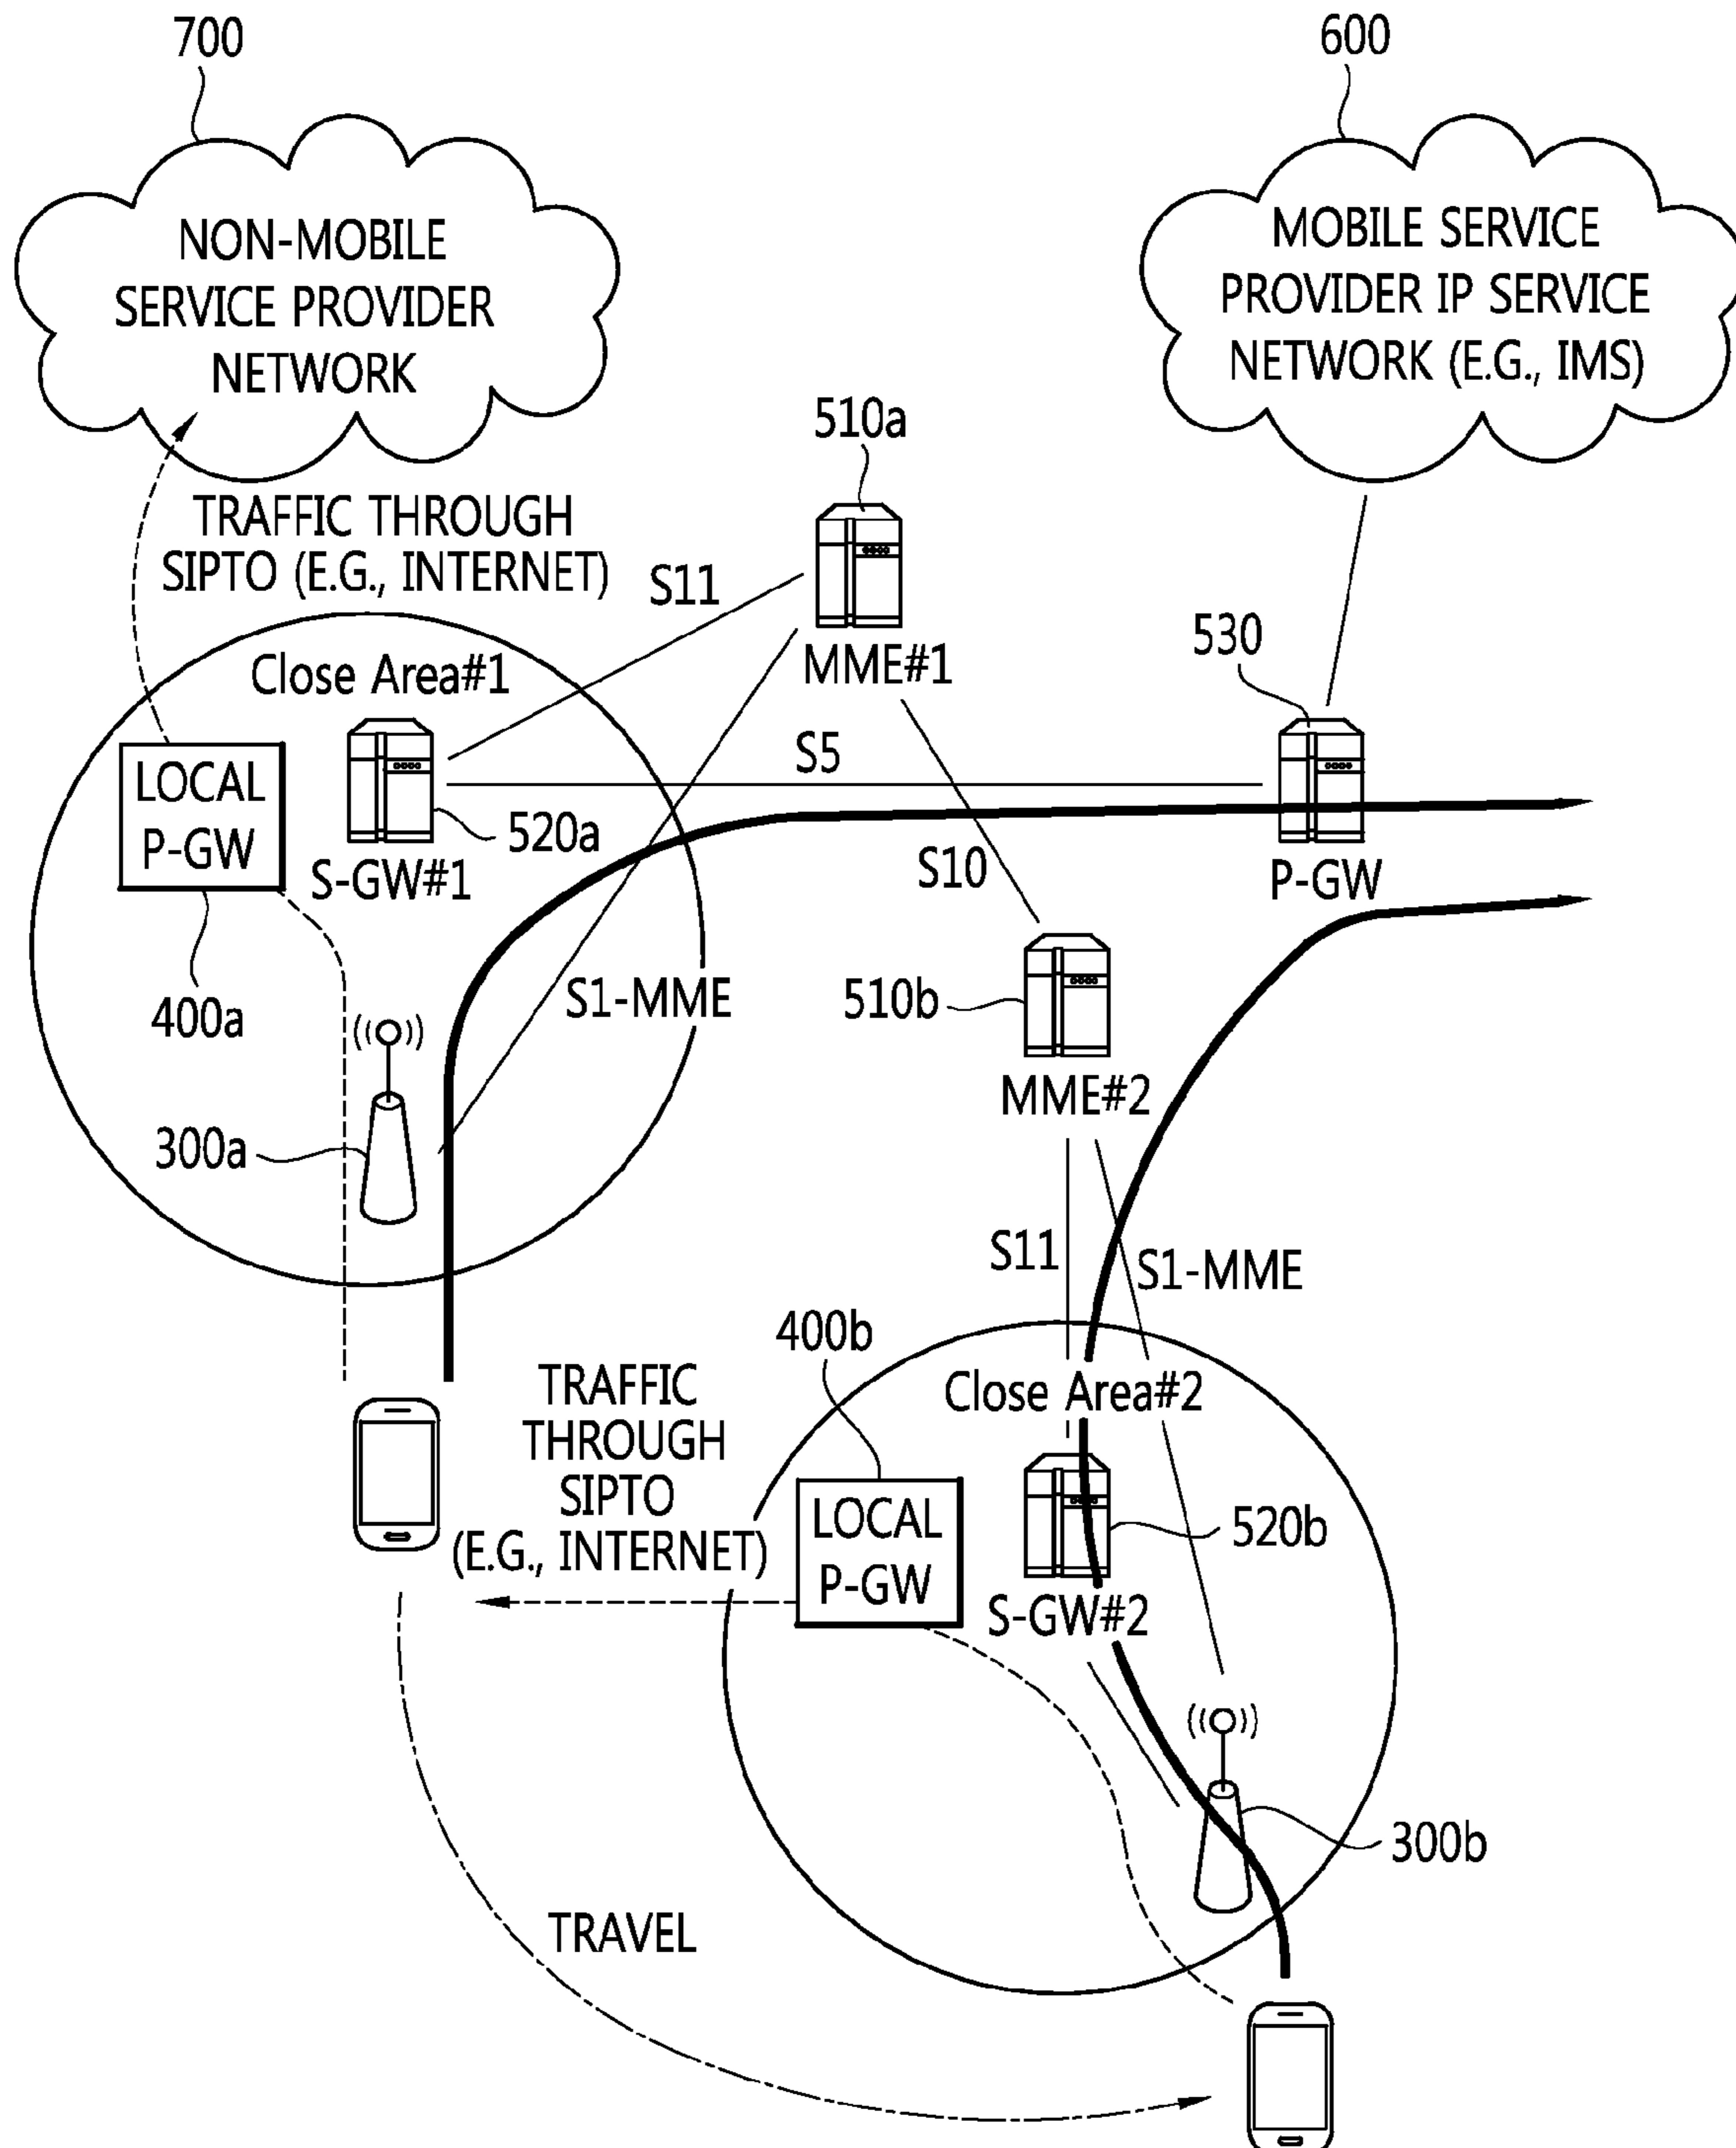 700
600
NON-MOBILE
SERVICE PROVIDER
NETWORK
MOBILE SERVICE
PROVIDER IP SERVICE
NETWORK (E.G., IMS)
510a
TRAFFIC THROUGH
SIPTO (E.G., INTERNET)
S11
MME#1
530
Close Area#1
LOCAL
P-GW
S5
520a
S-GW#1
S10
P-GW
400a
S1-MME
510b
MME#2
300a
S11
S1-MME
400b
TRAFFIC
THROUGH
SIPTO
(E.G., INTERNET)
Close Area#2
LOCAL
P-GW
520b
S-GW#2
300b
TRAVEL